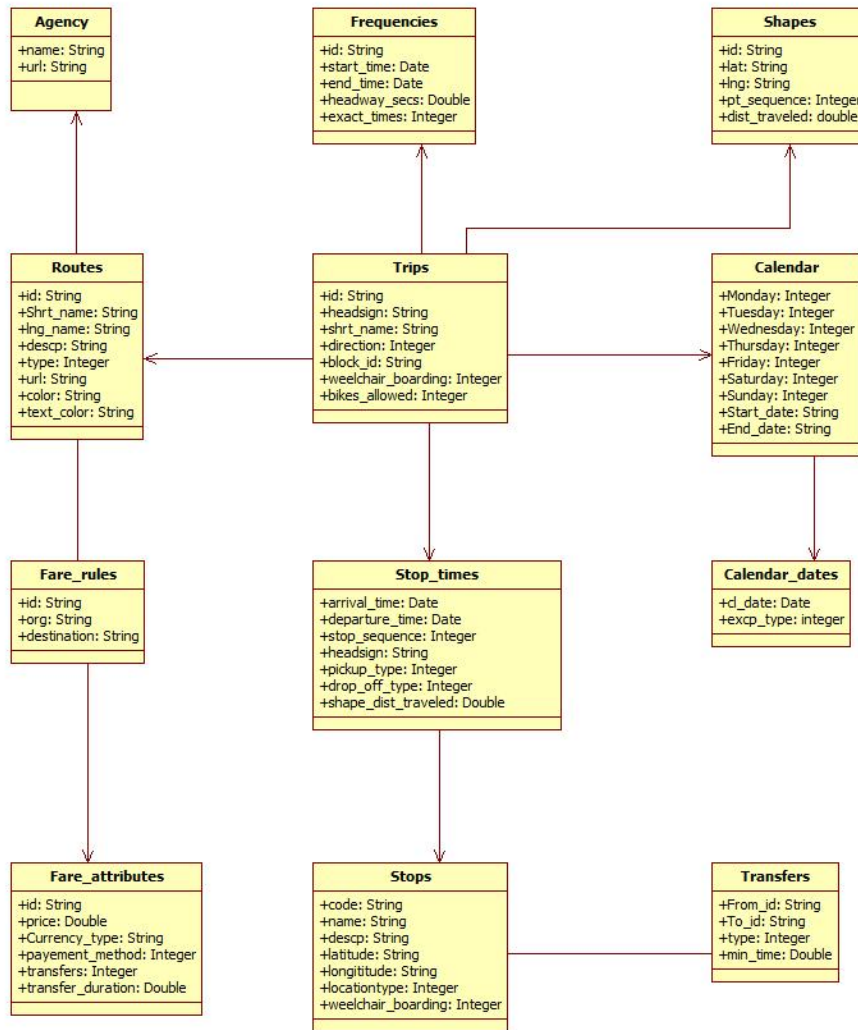 Agency
+name: String
+url: String
Frequencies
+id: String
+start_time: Date
+end_time: Date
+headway_secs: Double
+exact_times: Integer
Shapes
+id: String
+lat: String
+lng: String
+pt_sequence: Integer
+dist_traveled: double
Routes
+id: String
+Shrt_name: String
+lng_name: String
+descp: String
+type: Integer
+url: String
+color: String
+text_color: String
Trips
+id: String
+headsign: String
+shrt_name: String
+direction: Integer
+block_id: String
+weelchair_boarding: Integer
+bikes_allowed: Integer
Calendar
+Monday: Integer
+Tuesday: Integer
+Wednesday: Integer
+Thursday: Integer
+Friday: Integer
+Saturday: Integer
+Sunday: Integer
+Start_date: String
+End_date: String
Fare_rules
+id: String
+org: String
+destination: String
Stop_times
+arrival_time: Date
+departure_time: Date
+stop_sequence: Integer
+headsign: String
+pickup_type: Integer
+drop_off_type: Integer
+shape_dist_traveled: Double
Calendar_dates
+cl_date: Date
+excp_type: integer
Fare_attributes
+id: String
+price: Double
+Currency_type: String
+payement_method: Integer
+transfers: Integer
+transfer_duration: Double
Stops
+code: String
+name: String
+descp: String
+latitude: String
+longititude: String
+locationtype: Integer
+weelchair_boarding: Integer
Transfers
+From_id: String
+To_id: String
+type: Integer
+min_time: Double